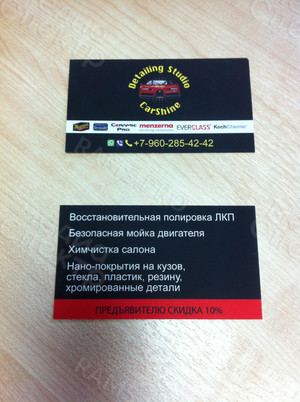 Detailing Studio
CarShine
CERAMIC PRO menzerna EVERGLASS KochChemie
+7-960-285-42-42
Восстановительная полировка ЛКП
Безопасная мойка двигателя
Химчистка салона
Нано-покрытия на кузов,
стекла, пластик, резину,
хромированные детали
ПРЕДЪЯВИТЕЛЮ СКИДКА 10%